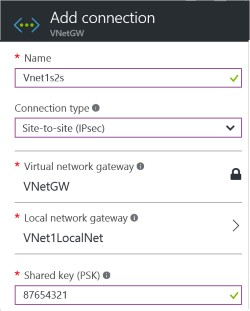 Add connection
VNetGW
* Name
Vnet1s2s
Connection type
Site-to-site (IPsec)
* Virtual network gateway
VNetGW
* Local network gateway
VNet1LocalNet
* Shared key (PSK)
87654321